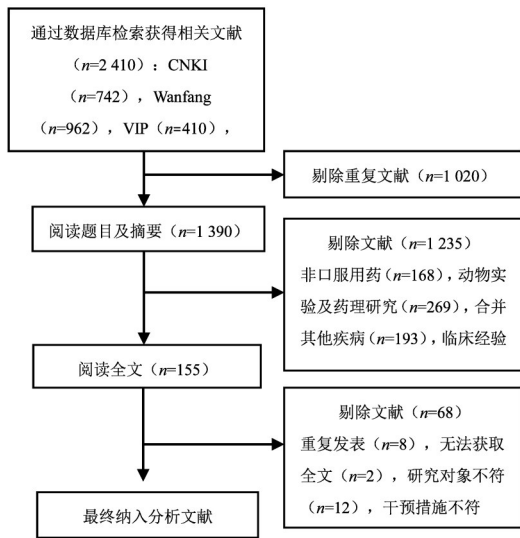 通过数据库检索获得相关文献
（n=2 410）：CNKI
（n=742），Wanfang
（n=962），VIP（n=410），
剔除重复文献（n=1 020）
阅读题目及摘要（n=1 390）
剔除文献（n=1 235）
非口服用药（n=168），动物实
验及药理研究（n=269），合并
其他疾病（n=193），临床经验
阅读全文（n=155）
剔除文献（n=68）
重复发表（n=8），无法获取
全文（n=2），研究对象不符
（n=12），干预措施不符
最终纳入分析文献